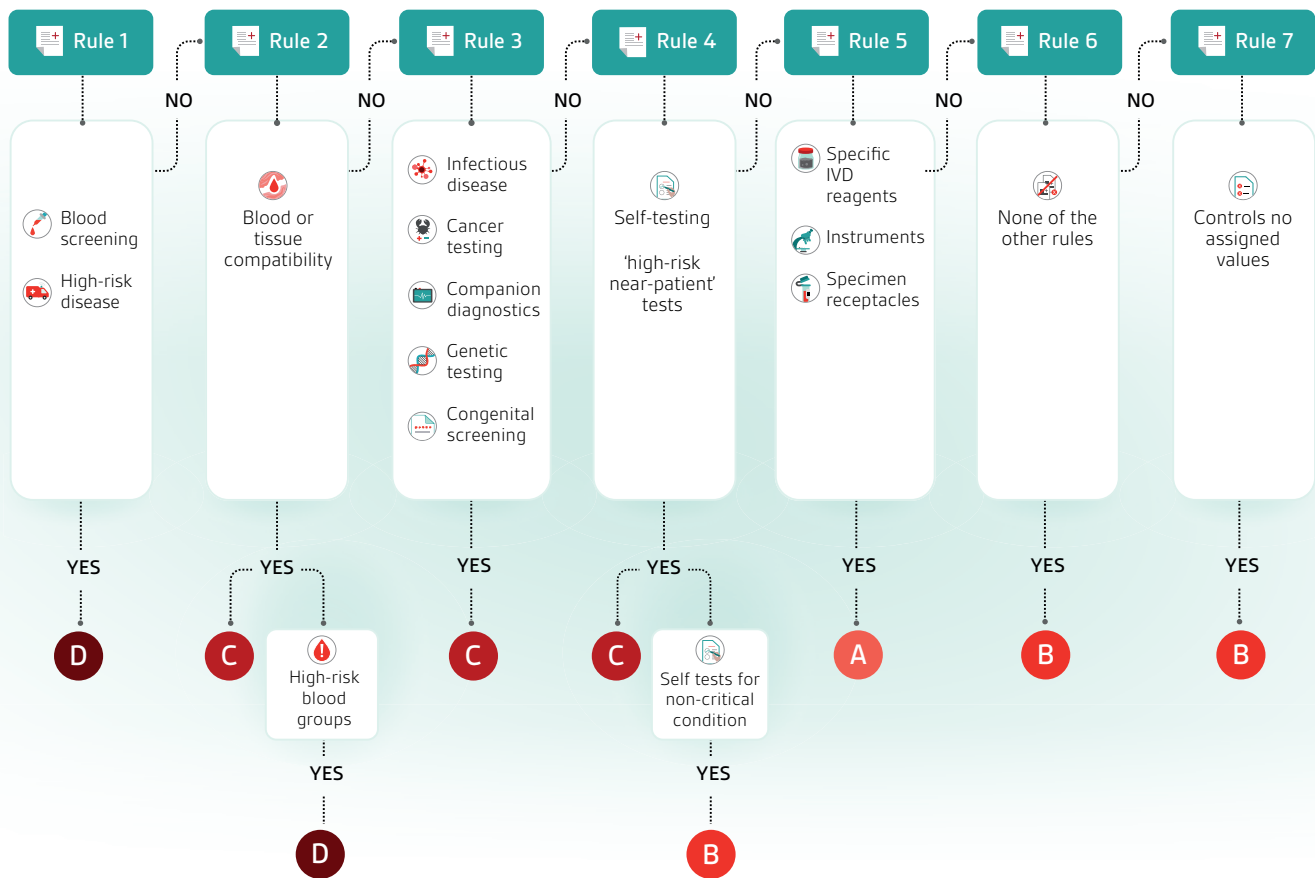 Rule 1
Rule 2
Rule 3
Rule 4
Rule 5
Rule 6
Rule 7
NO
NO
NO
NO
NO
NO
Blood
screening
High-risk
disease
Blood or
tissue
compatibility
Infectious
disease
Cancer
testing
Companion
diagnostics
Genetic
testing
Congenital
screening
Self-testing
‘high-risk
near-patient’
tests
Specific
IVD
reagents
Instruments
Specimen
receptacles
None of the
other rules
Controls no
assigned
values
YES
YES
YES
YES
YES
YES
YES
D
C
High-risk
blood
groups
C
C
Self tests for
non-critical
condition
A
B
B
YES
YES
D
B